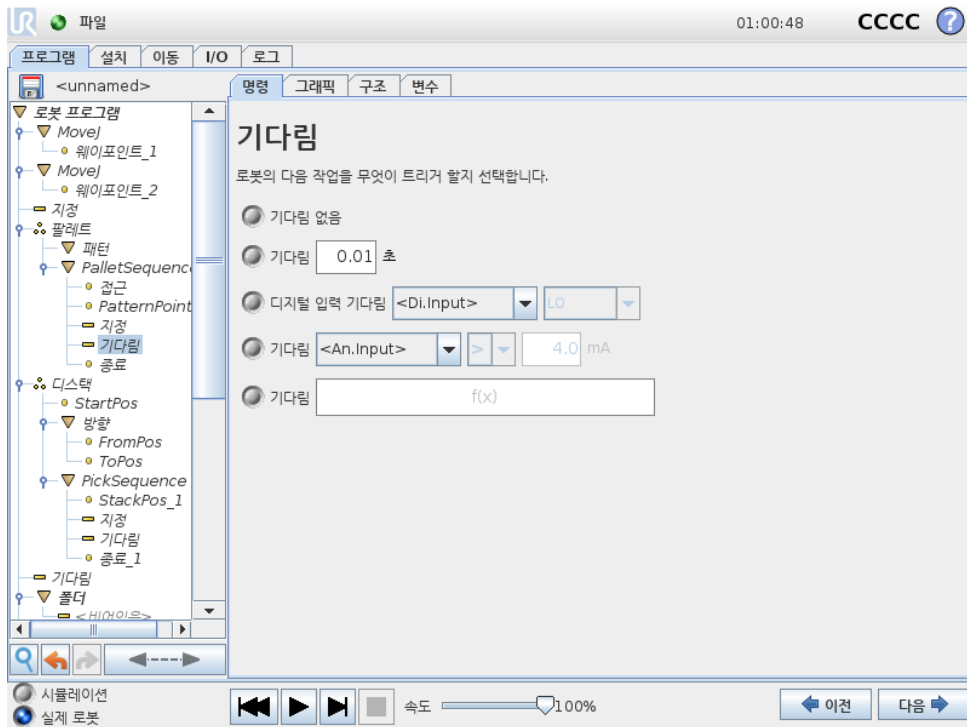 UR 파일 01:00:48 CCCC ?
프로그램 설치 이동 I/O 로그
<unnamed> 명령 그래픽 구조 변수
로봇 프로그램
MoveJ
웨이포인트_1
MoveJ
웨이포인트_2
지정
팔레트
패턴
PalletSequence
접근
PatternPoint
지정
기다림
종료
디스택
StartPos
방향
FromPos
ToPos
PickSequence
StackPos_1
지정
기다림
종료_1
기다림
폴더
<비어있음>
기다림
로봇의 다음 작업을 무엇이 트리거 할지 선택합니다.
기다림 없음
기다림 0.01 초
디지털 입력 기다림 <Di.Input> LO
기다림 <An.Input> > 4.0 mA
기다림 f(x)
시뮬레이션
실제 로봇
속도 100% 이전 다음